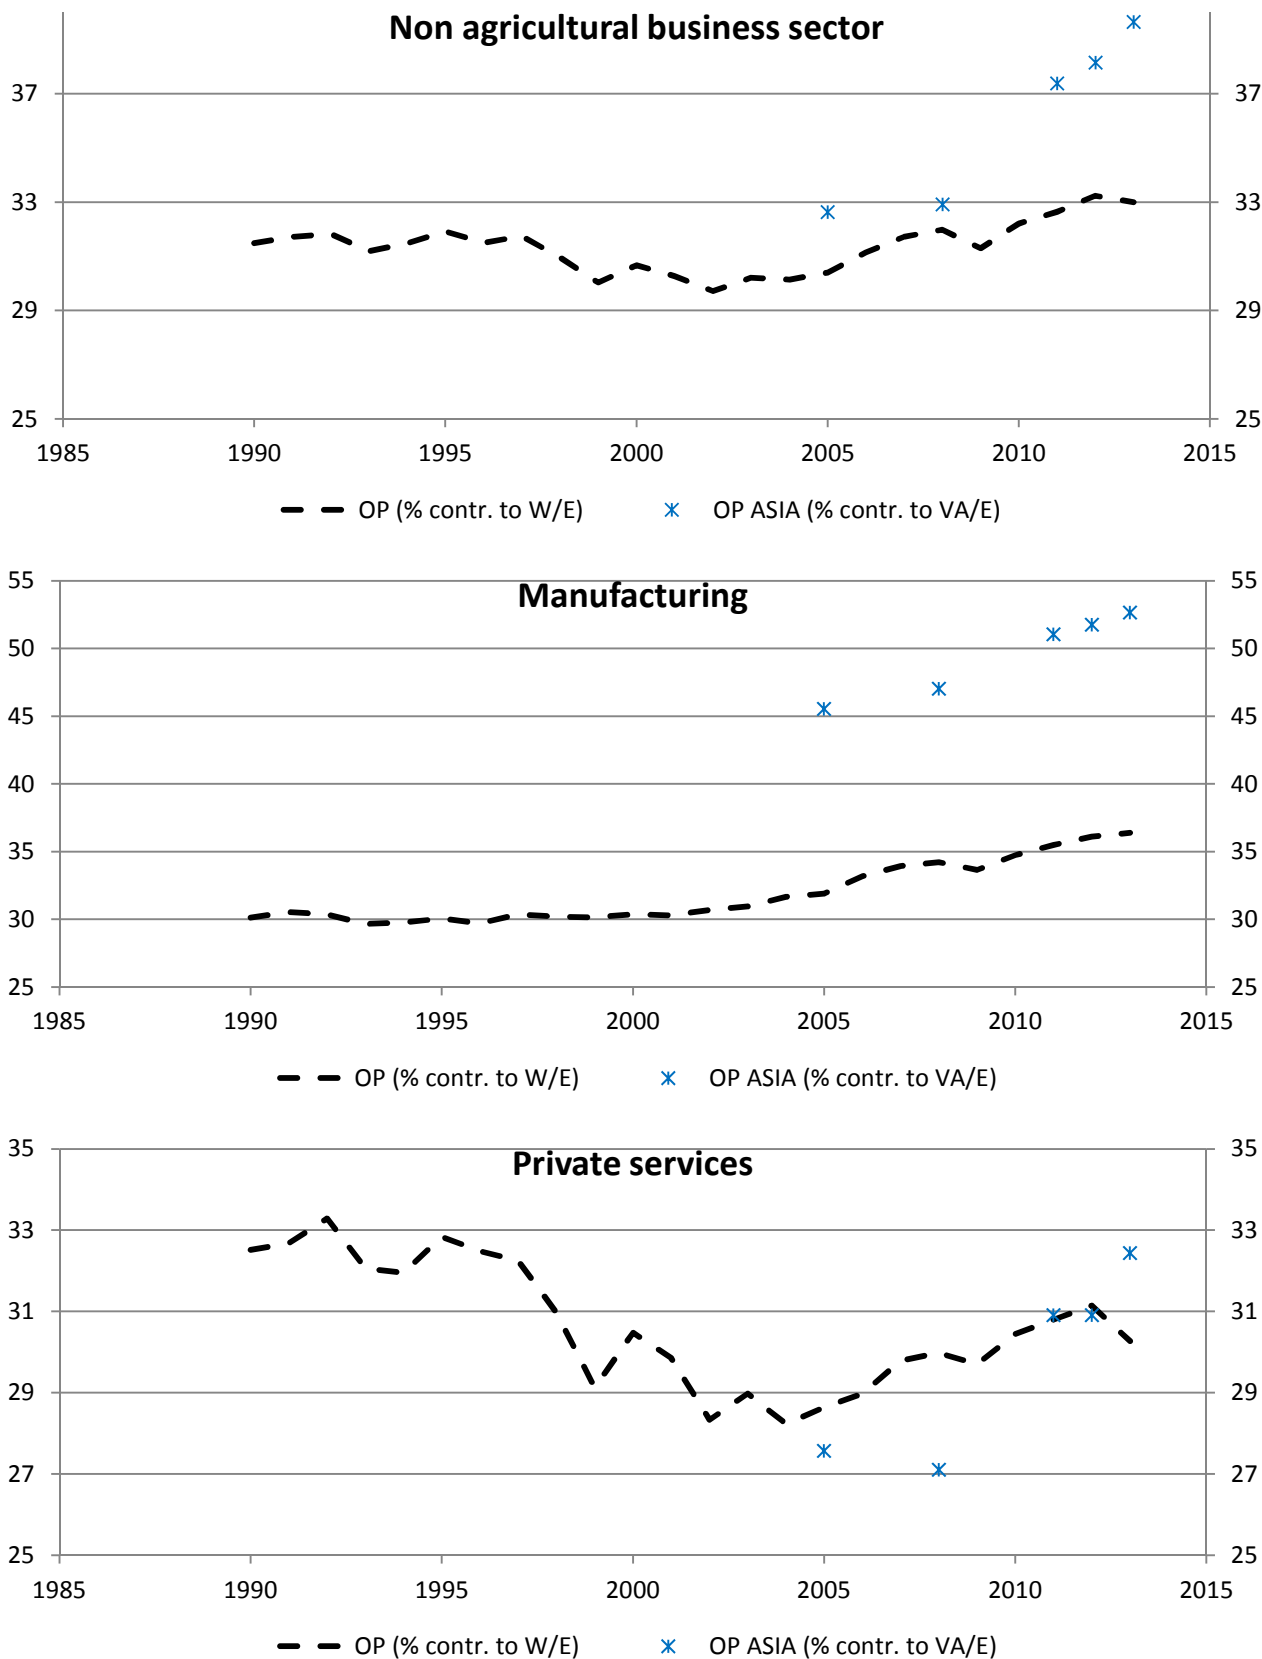 Non agricultural business sector
37 37
33 33
29 29
25 25
1985 1990 1995 2000 2005 2010 2015
OP (% contr. to W/E) OP ASIA (% contr. to VA/E)
55 55
Manufacturing
50 50
45 45
40 40
35 35
30 30
25 25
1985 1990 1995 2000 2005 2010 2015
OP (% contr. to W/E) OP ASIA (% contr. to VA/E)
35 35
Private services
33 33
31 31
29 29
27 27
25 25
1985 1990 1995 2000 2005 2010 2015
OP (% contr. to W/E) OP ASIA (% contr. to VA/E)